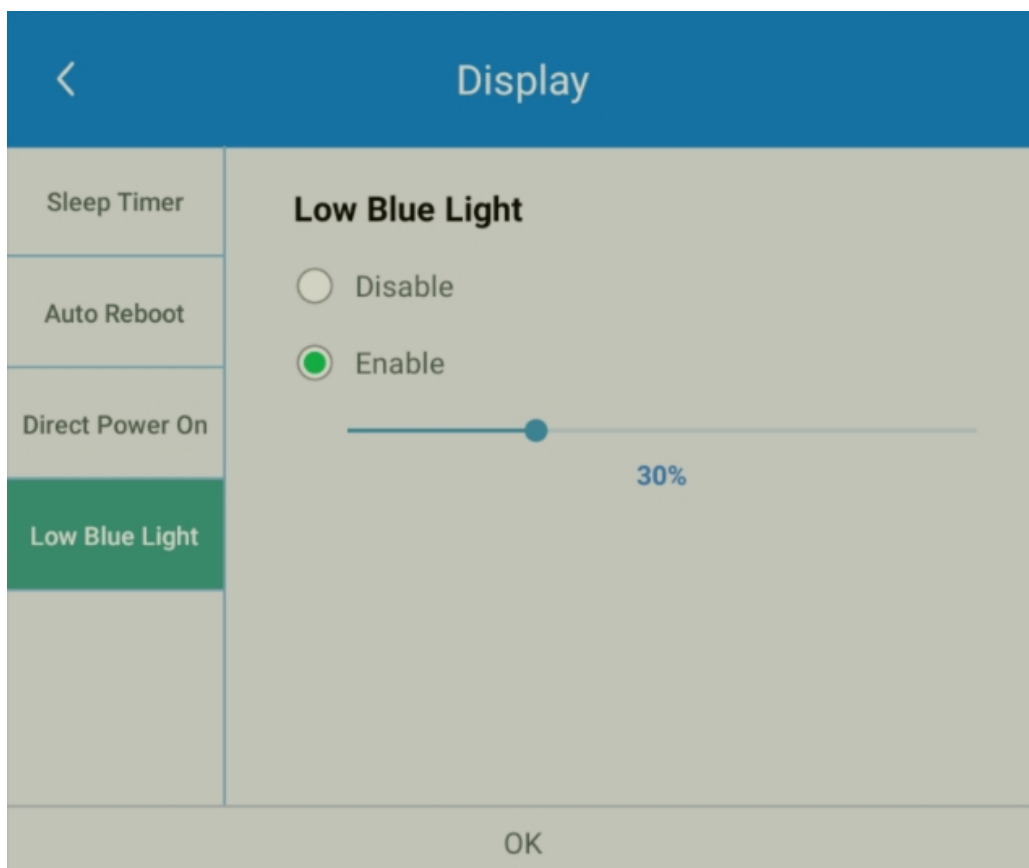 Display
Sleep Timer
Auto Reboot
Direct Power On
Low Blue Light
Low Blue Light
Disable
Enable
30%
OK